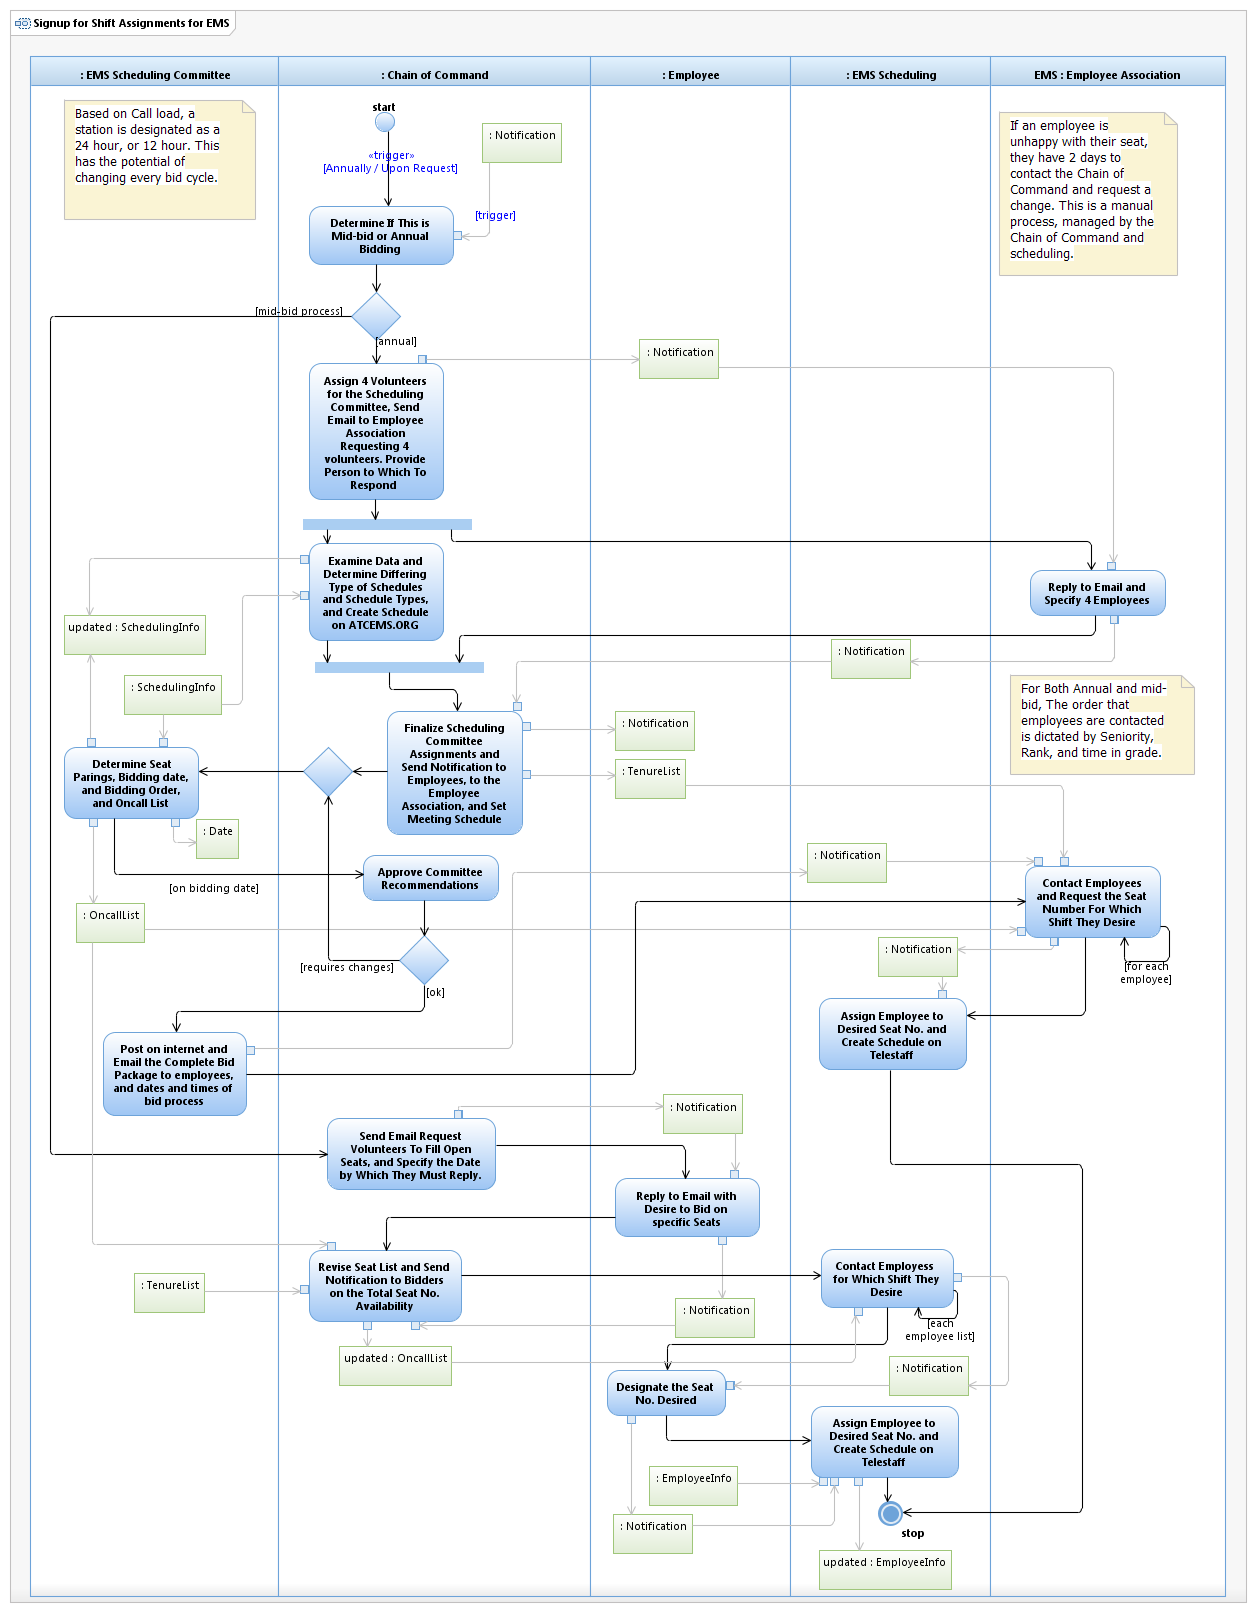 Signup for Shift Assignments for EMS
: EMS Scheduling Committee
: Chain of Command
: Employee
: EMS Scheduling
EMS : Employee Association
Based on Call load, a
station is designated as a
24 hour, or 12 hour. This
has the potential of
changing every bid cycle.
start
«trigger»
[Annually / Upon Request]
: Notification
[trigger]
If an employee is
unhappy with their seat,
they have 2 days to
contact the Chain of
Command and request a
change. This is a manual
process, managed by the
Chain of Command and
scheduling.
Determine If This is
Mid-bid or Annual
Bidding
[mid-bid process]
[annual]
: Notification
Assign 4 Volunteers
for the Scheduling
Committee, Send
Email to Employee
Association
Requesting 4
volunteers. Provide
Person to Which To
Respond
Examine Data and
Determine Differing
Type of Schedules
and Schedule Types,
and Create Schedule
on ATCEMS.ORG
Reply to Email and
Specify 4 Employees
updated : SchedulingInfo
: Notification
: SchedulingInfo
For Both Annual and mid-
bid, The order that
employees are contacted
is dictated by Seniority,
Rank, and time in grade.
Finalize Scheduling
Committee
Assignments and
Send Notification to
Employees, to the
Employee
Association, and Set
Meeting Schedule
: Notification
: TenureList
Determine Seat
Parings, Bidding date,
and Bidding Order,
and Oncall List
: Date
[on bidding date]
Approve Committee
Recommendations
: Notification
Contact Employees
and Request the Seat
Number For Which
Shift They Desire
: OncallList
: Notification
[for each
employee]
[requires changes]
[ok]
Assign Employee to
Desired Seat No. and
Create Schedule on
Telestaff
Post on internet and
Email the Complete Bid
Package to employees,
and dates and times of
bid process
: Notification
Send Email Request
Volunteers To Fill Open
Seats, and Specify the Date
by Which They Must Reply.
Reply to Email with
Desire to Bid on
specific Seats
Revise Seat List and Send
Notification to Bidders
on the Total Seat No.
Availability
: TenureList
Contact Employess
for Which Shift They
Desire
: Notification
[each
employee list]
updated : OncallList
: Notification
Designate the Seat
No. Desired
Assign Employee to
Desired Seat No. and
Create Schedule on
Telestaff
: EmployeeInfo
: Notification
stop
updated : EmployeeInfo